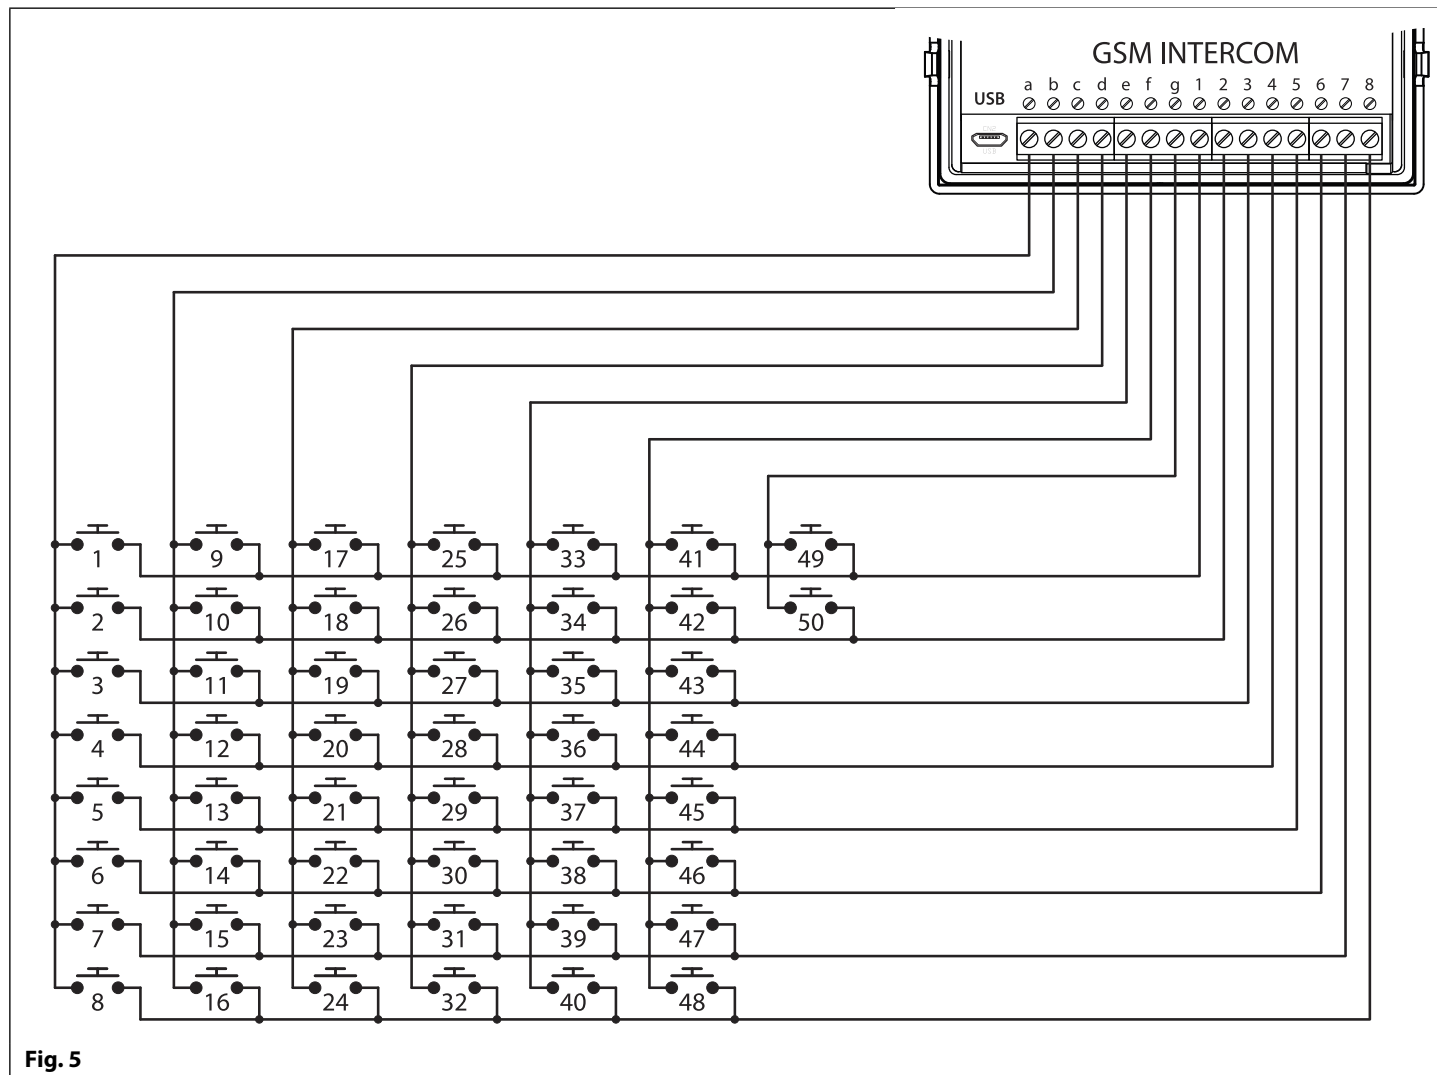 GSM INTERCOM
a b c d e f g 1 2 3 4 5 6 7 8
USB
1 9 17 25 33 41 49
2 10 18 26 34 42 50
3 11 19 27 35 43
4 12 20 28 36 44
5 13 21 29 37 45
6 14 22 30 38 46
7 15 23 31 39 47
8 16 24 32 40 48
Fig. 5